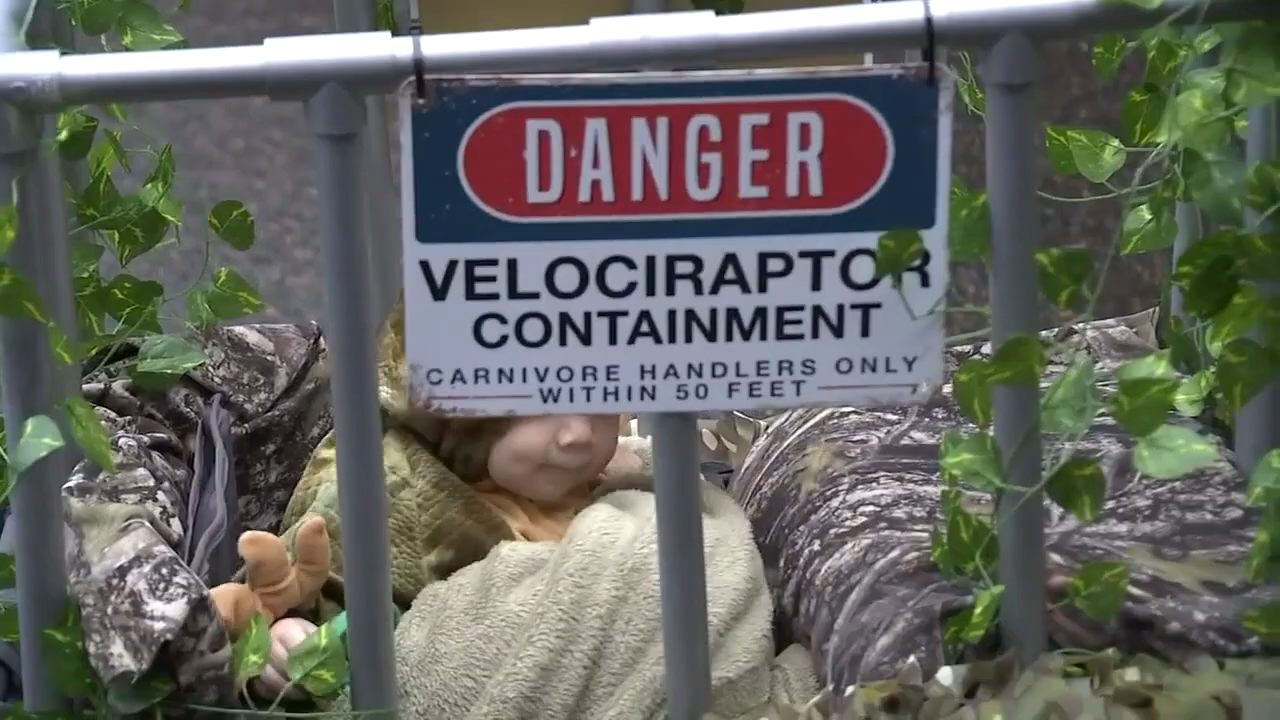 DANGER
VELOCIRAPTOR
CONTAINMENT
CARNIVORE HANDLERS ONLY
WITHIN 50 FEET